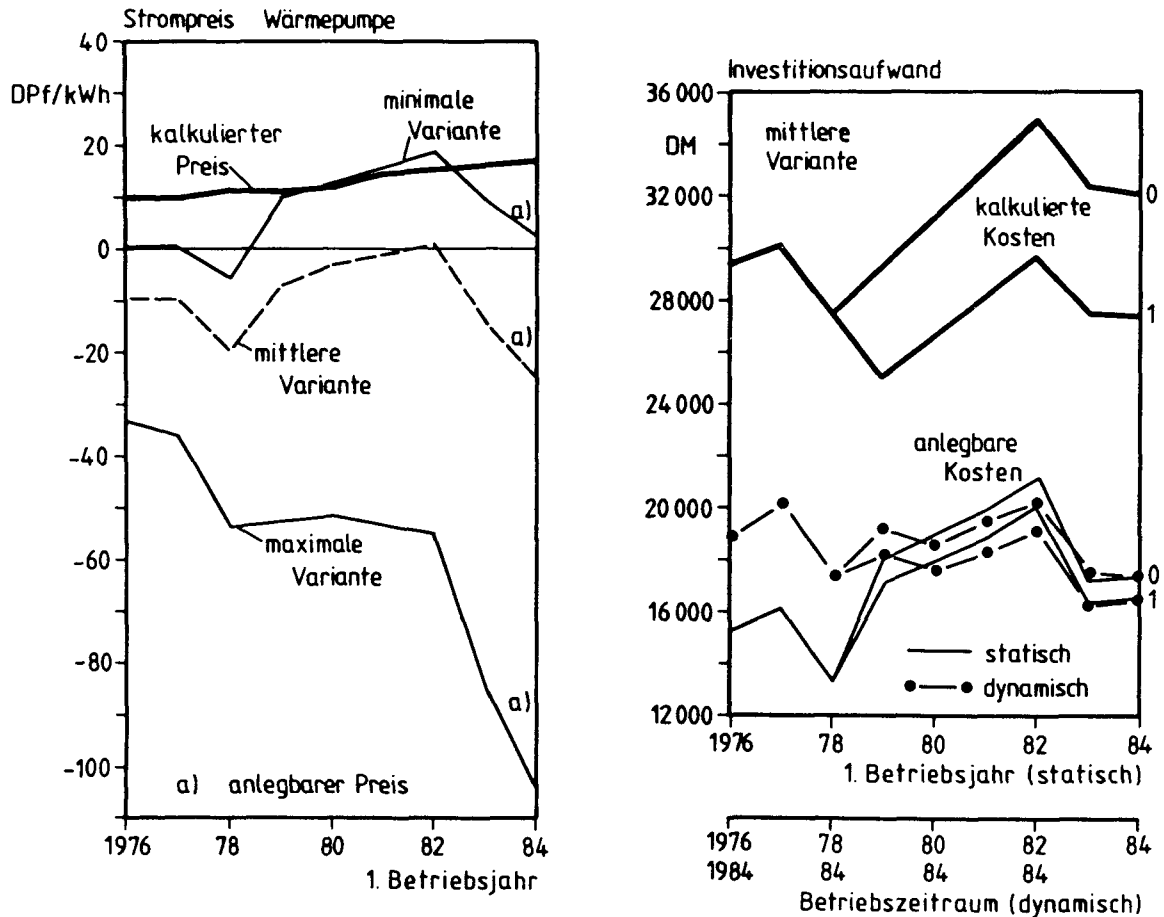 Strompreis Wärmepumpe
40
DPf/kWh
20
0
-20
-40
-60
-80
-100
minimale
Variante
kalkulierter
Preis
a)
a)
mittlere
Variante
maximale
Variante
a)
a) anlegbarer Preis
1976 78 80 82 84
1. Betriebsjahr
Investitionsaufwand
36 000
DM
32 000
28 000
24 000
20 000
16 000
12 000
mittlere
Variante
0
kalkulierte
Kosten
1
anlegbare
Kosten
0
1
statisch
dynamisch
1976 78 80 82 84
1. Betriebsjahr (statisch)
1976 78 80 82 84
1984 84 84 84 84
Betriebszeitraum (dynamisch)